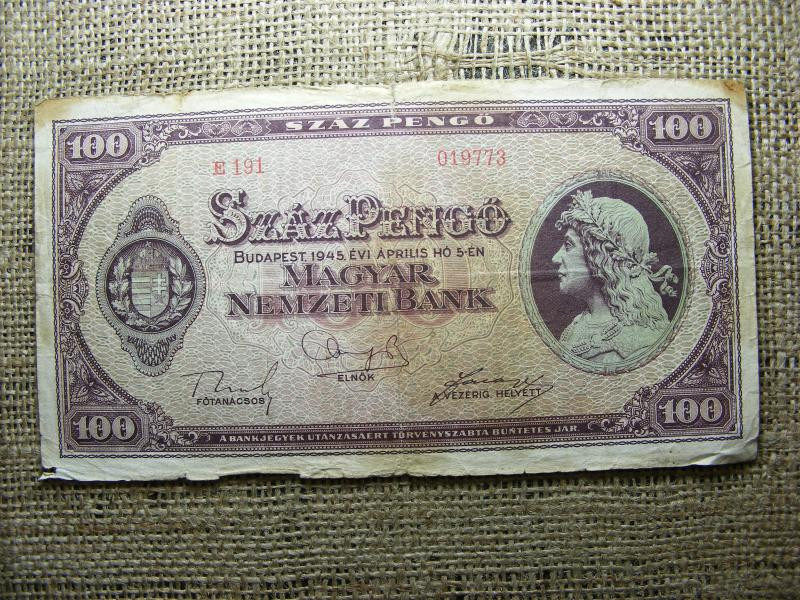 100 SZÁZ PENGŐ 100
E 191 019773
SZÁZ PENGŐ
BUDAPEST 1945. ÉVI ÁPRILIS HÓ 5-ÉN
MAGYAR
NEMZETI BANK
FŐTANÁCSOS
ELNÖK
A VEZÉRIG. HELYETT
100 100
A BANKJEGYEK UTÁNZÁSÁÉRT TÖRVÉNYSZABTA BÜNTETÉS JÁR.